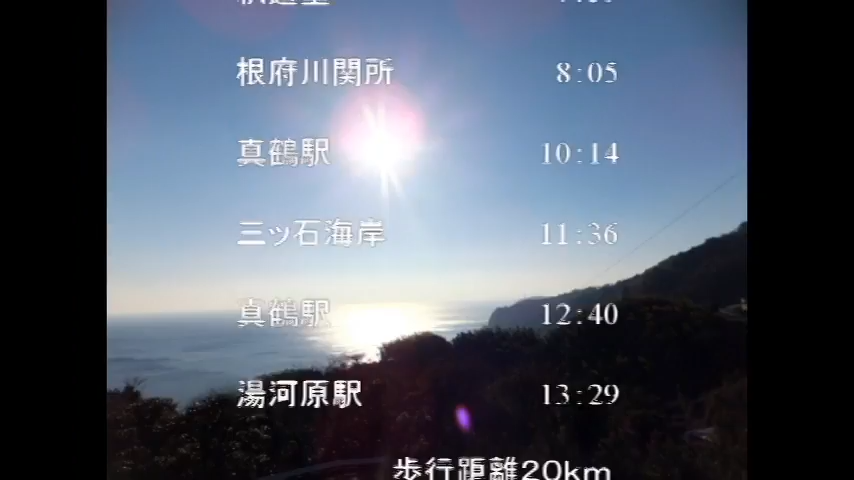 根府川関所 8:05
真鶴駅 10:14
三ッ石海岸 11:36
真鶴駅 12:40
湯河原駅 13:29
歩行距離20km